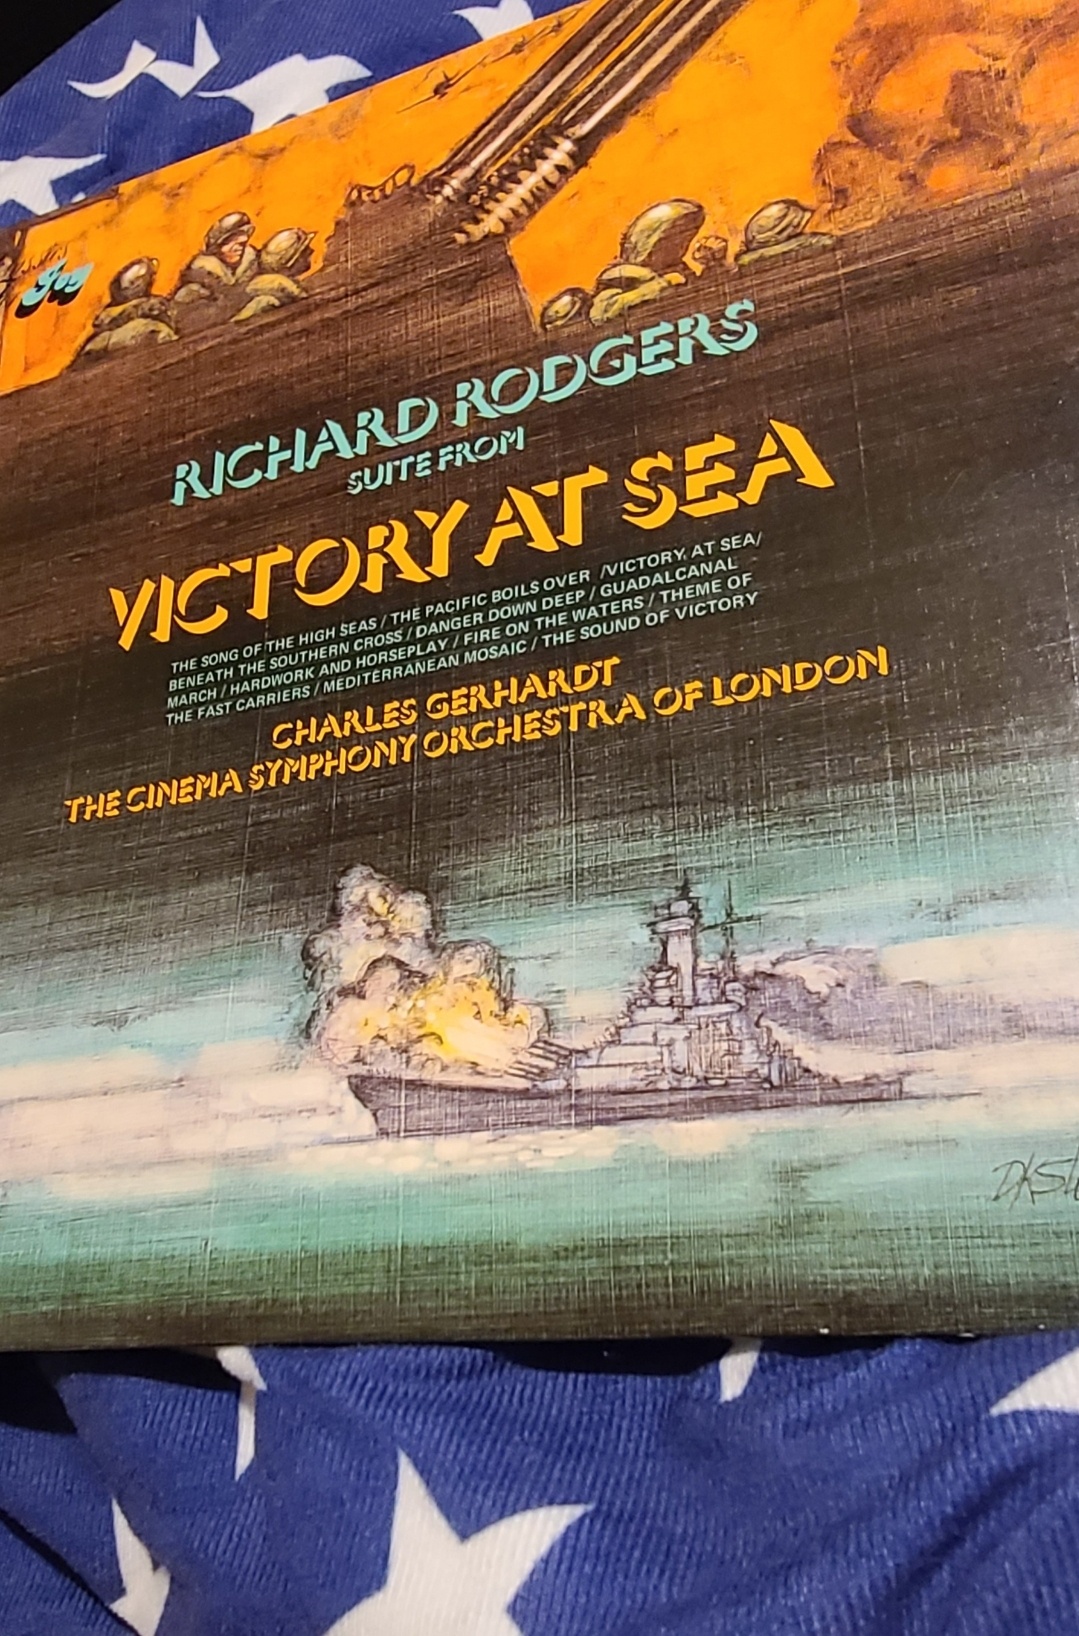 Joy
RICHARD RODGERS
SUITE FROM
VICTORY AT SEA
THE SONG OF THE HIGH SEAS / THE PACIFIC BOILS OVER /VICTORY AT SEA/
BENEATH THE SOUTHERN CROSS / DANGER DOWN DEEP / GUADALCANAL
MARCH / HARDWORK AND HORSEPLAY / FIRE ON THE WATERS / THEME OF
THE FAST CARRIERS / MEDITERRANEAN MOSAIC / THE SOUND OF VICTORY
CHARLES GERHARDT
THE CINEMA SYMPHONY ORCHESTRA OF LONDON